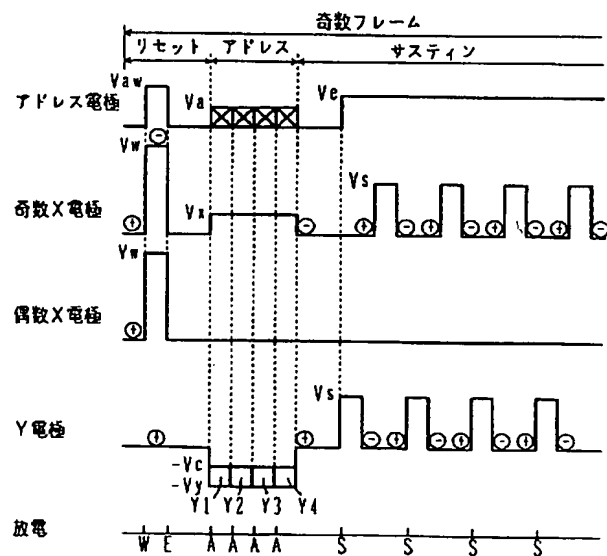 奇数フレーム
リセット アドレス サスティン
Vaw Va Ve
アドレス電極
Vw
奇数X電極 Vx Vs
Vw
偶数X電極
Vs
Y電極
-Vc
-Vy
Y1 Y2 Y3 Y4
放電
W E A A A A S S S S